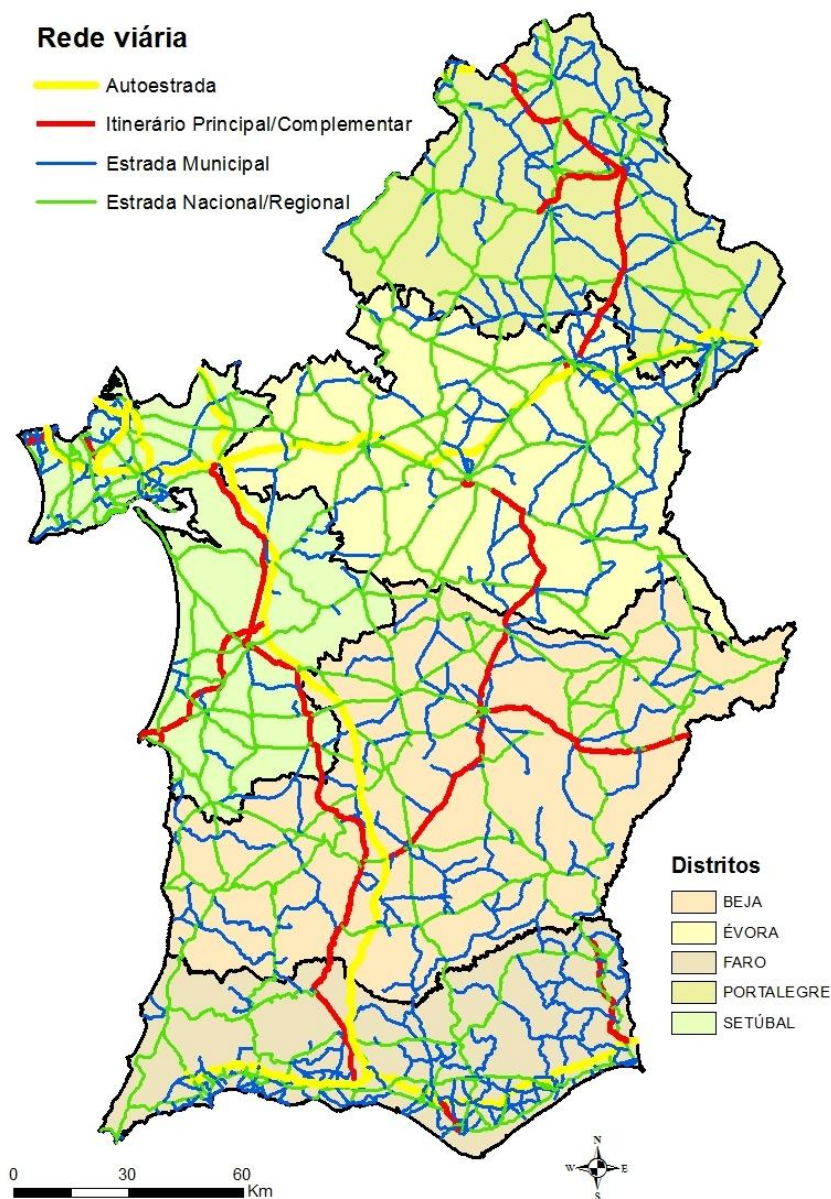 Rede viária
Autoestrada
Itinerário Principal/Complementar
Estrada Municipal
Estrada Nacional/Regional
Distritos
BEJA
ÉVORA
FARO
PORTALEGRE
SETÚBAL
N
W E
S
0 30 60
Km